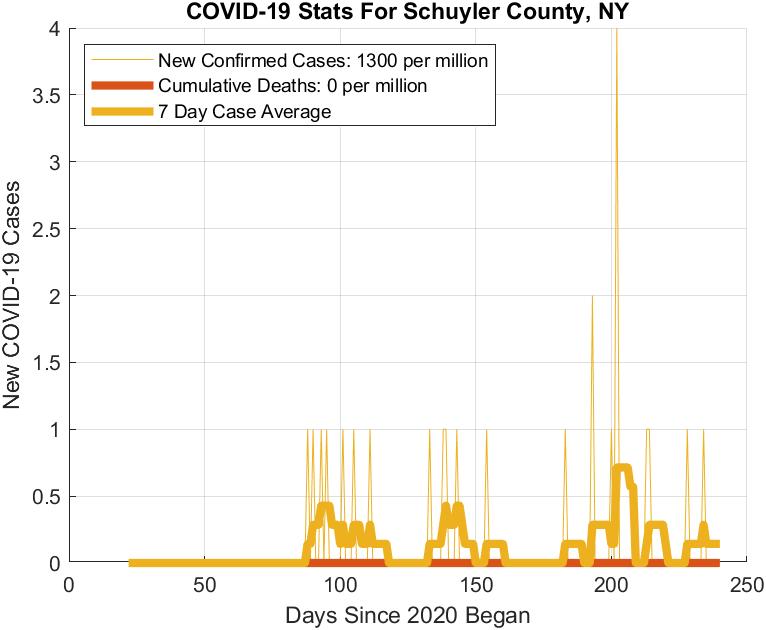 COVID-19 Stats For Schuyler County, NY
New Confirmed Cases: 1300 per million
Cumulative Deaths: 0 per million
7 Day Case Average
New COVID-19 Cases
4
3.5
3
2.5
2
1.5
1
0.5
0
0 50 100 150 200 250
Days Since 2020 Began